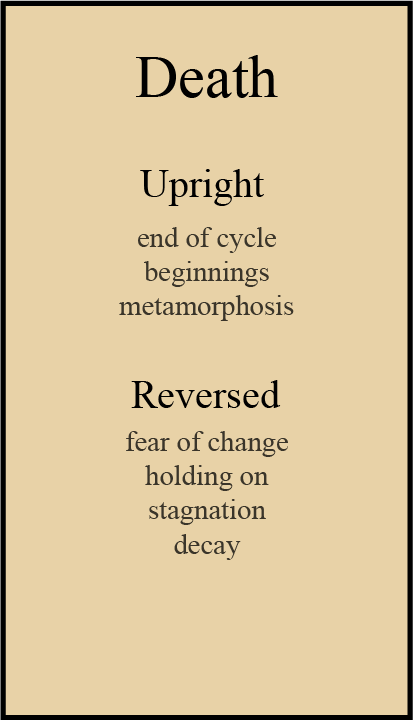 Death
Upright
end of cycle
beginnings
metamorphosis
Reversed
fear of change
holding on
stagnation
decay